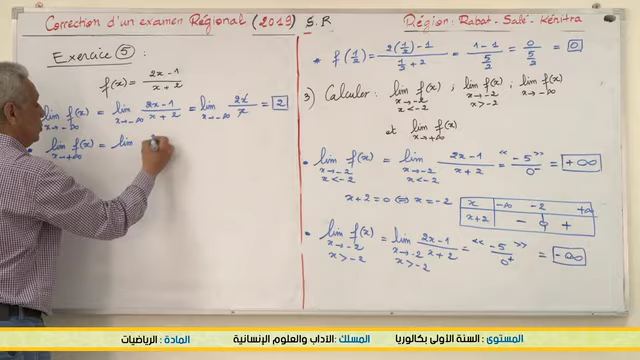 Correction d'un examen Régional (2019) S.R
Région: Rabat-Salé-Kénitra
Exercice 5 :
f(x) = 2x-1 / x+2
lim f(x) x→-∞ = lim x→-∞ 2x-1 / x+2 = lim x→-∞ 2x / x = 2
• lim f(x) x→+∞ = lim
* f(1/2) = 2(1/2)-1 / 1/2+2 = 1-1 / 5/2 = 0 / 5/2 = 0
3) Calculer: lim f(x) x→-2 x<-2 ; lim f(x) x→-2 x>-2 ; lim f(x) x→-∞
et lim f(x) x→+∞
• lim f(x) x→-2 x<-2 = lim x→-2 x<-2 2x-1 / x+2 = « -5 / 0⁻ » = +∞
x+2=0 ⇔ x=-2
x -∞ -2 +∞
x+2 - 0 +
• lim f(x) x→-2 x>-2 = lim x→-2 x>-2 2x-1 / x+2 = « -5 / 0⁺ » = -∞
المستوى : السنة الأولى بكالوريا المسلك: الآداب والعلوم الإنسانية المادة : الرياضيات